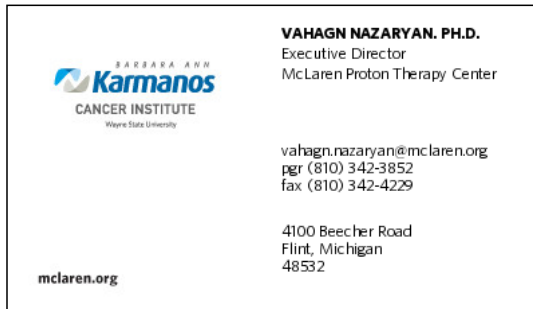 BARBARA ANN
Karmanos
CANCER INSTITUTE
Wayne State University
mclaren.org
VAHAGN NAZARYAN. PH.D.
Executive Director
McLaren Proton Therapy Center
vahagn.nazaryan@mclaren.org
pgr (810) 342-3852
fax (810) 342-4229
4100 Beecher Road
Flint, Michigan
48532